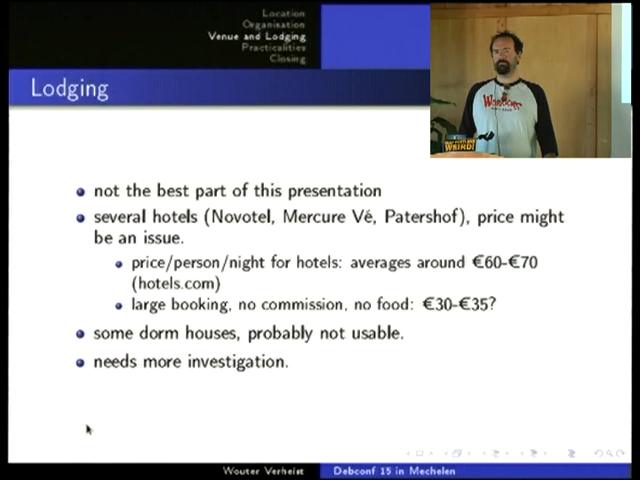 Location
Organisation
Venue and Lodging
Practicalities
Closing
Lodging
WEIRD!
not the best part of this presentation
several hotels (Novotel, Mercure Vé, Patershof), price might
be an issue.
price/person/night for hotels: averages around €60-€70
(hotels.com)
large booking, no commission, no food: €30-€35?
some dorm houses, probably not usable.
needs more investigation.
Wouter Verhelst
Debconf 15 in Mechelen